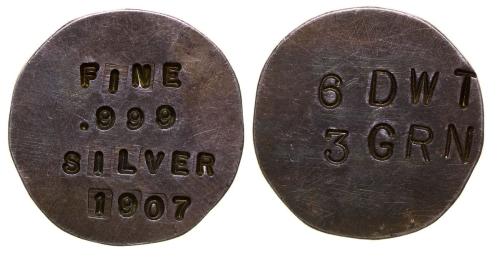 FINE
.999
SILVER
1907
6 DWT
3 GRN